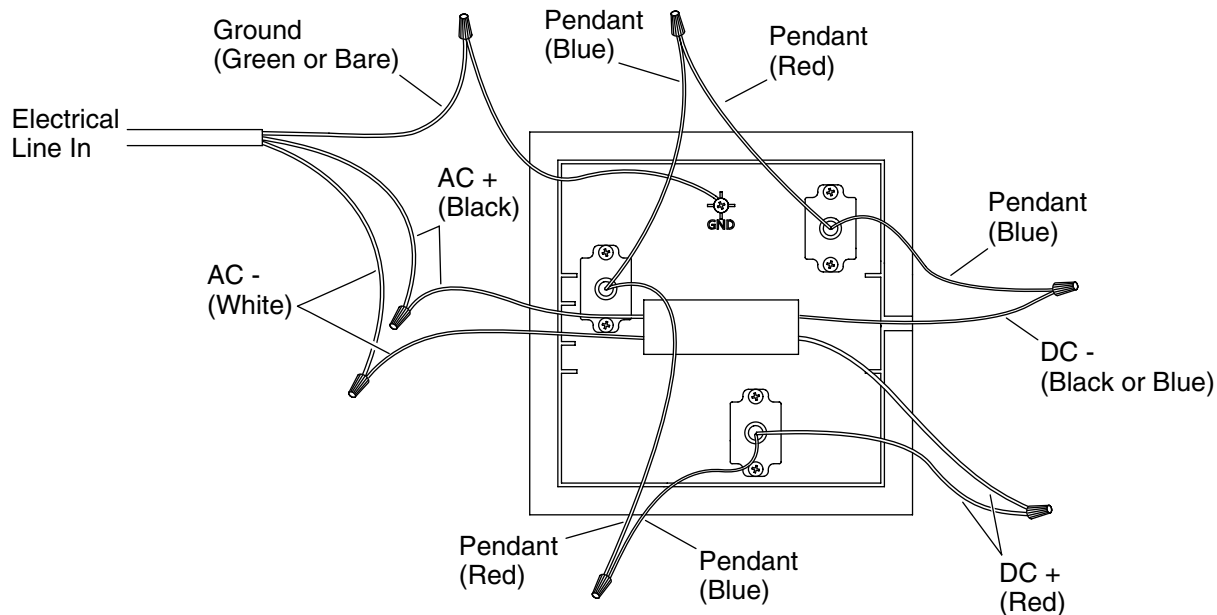 Ground
(Green or Bare)
Pendant
(Blue)
Pendant
(Red)
Electrical
Line In
AC +
(Black)
GND
Pendant
(Blue)
AC -
(White)
DC -
(Black or Blue)
Pendant
(Red)
Pendant
(Blue)
DC +
(Red)